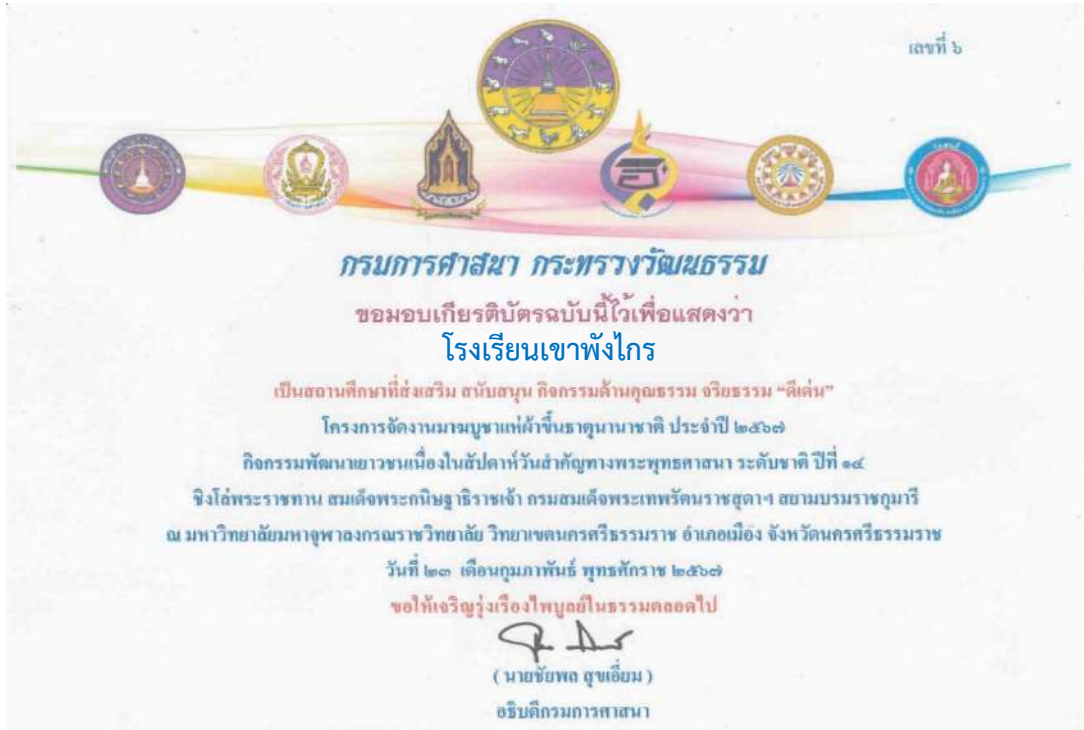 เลขที่ ๖
กรมการศาสนา กระทรวงวัฒนธรรม
ขอมอบเกียรติบัตรฉบับนี้ไว้เพื่อแสดงว่า
โรงเรียนเขาพังไกร
เป็นสถานศึกษาที่ส่งเสริม สนับสนุน กิจกรรมด้านคุณธรรม จริยธรรม “ดีเด่น”
โครงการจัดงานมาฆบูชาแห่ผ้าขึ้นธาตุนานาชาติ ประจำปี ๒๕๖๗
กิจกรรมพัฒนาเยาวชนเนื่องในสัปดาห์วันสำคัญทางพระพุทธศาสนา ระดับชาติ ปีที่ ๑๔
ชิงโล่พระราชทาน สมเด็จพระกนิษฐาธิราชเจ้า กรมสมเด็จพระเทพรัตนราชสุดาฯ สยามบรมราชกุมารี
ณ มหาวิทยาลัยมหาจุฬาลงกรณราชวิทยาลัย วิทยาเขตนครศรีธรรมราช อำเภอเมือง จังหวัดนครศรีธรรมราช
วันที่ ๒๓ เดือนกุมภาพันธ์ พุทธศักราช ๒๕๖๗
ขอให้เจริญรุ่งเรืองไพบูลย์ในธรรมตลอดไป
( นายชัยพล สุขเอี่ยม )
อธิบดีกรมการศาสนา